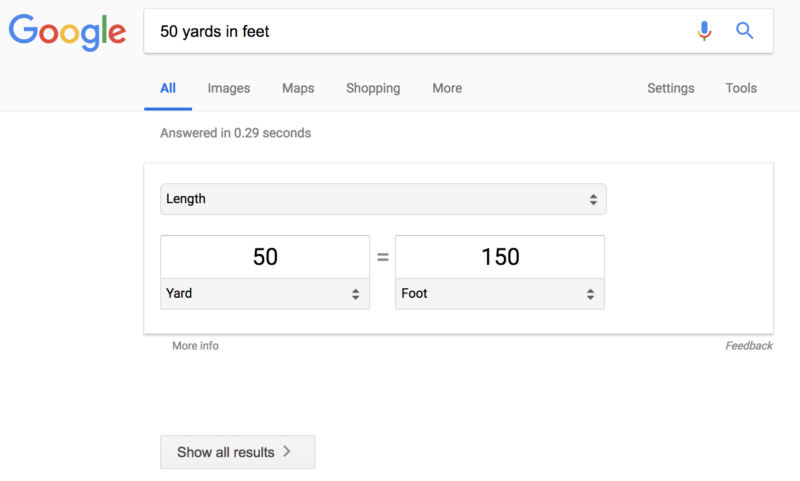 Google
50 yards in feet
All Images Maps Shopping More Settings Tools
Answered in 0.29 seconds
Length
50 = 150
Yard Foot
More info Feedback
Show all results